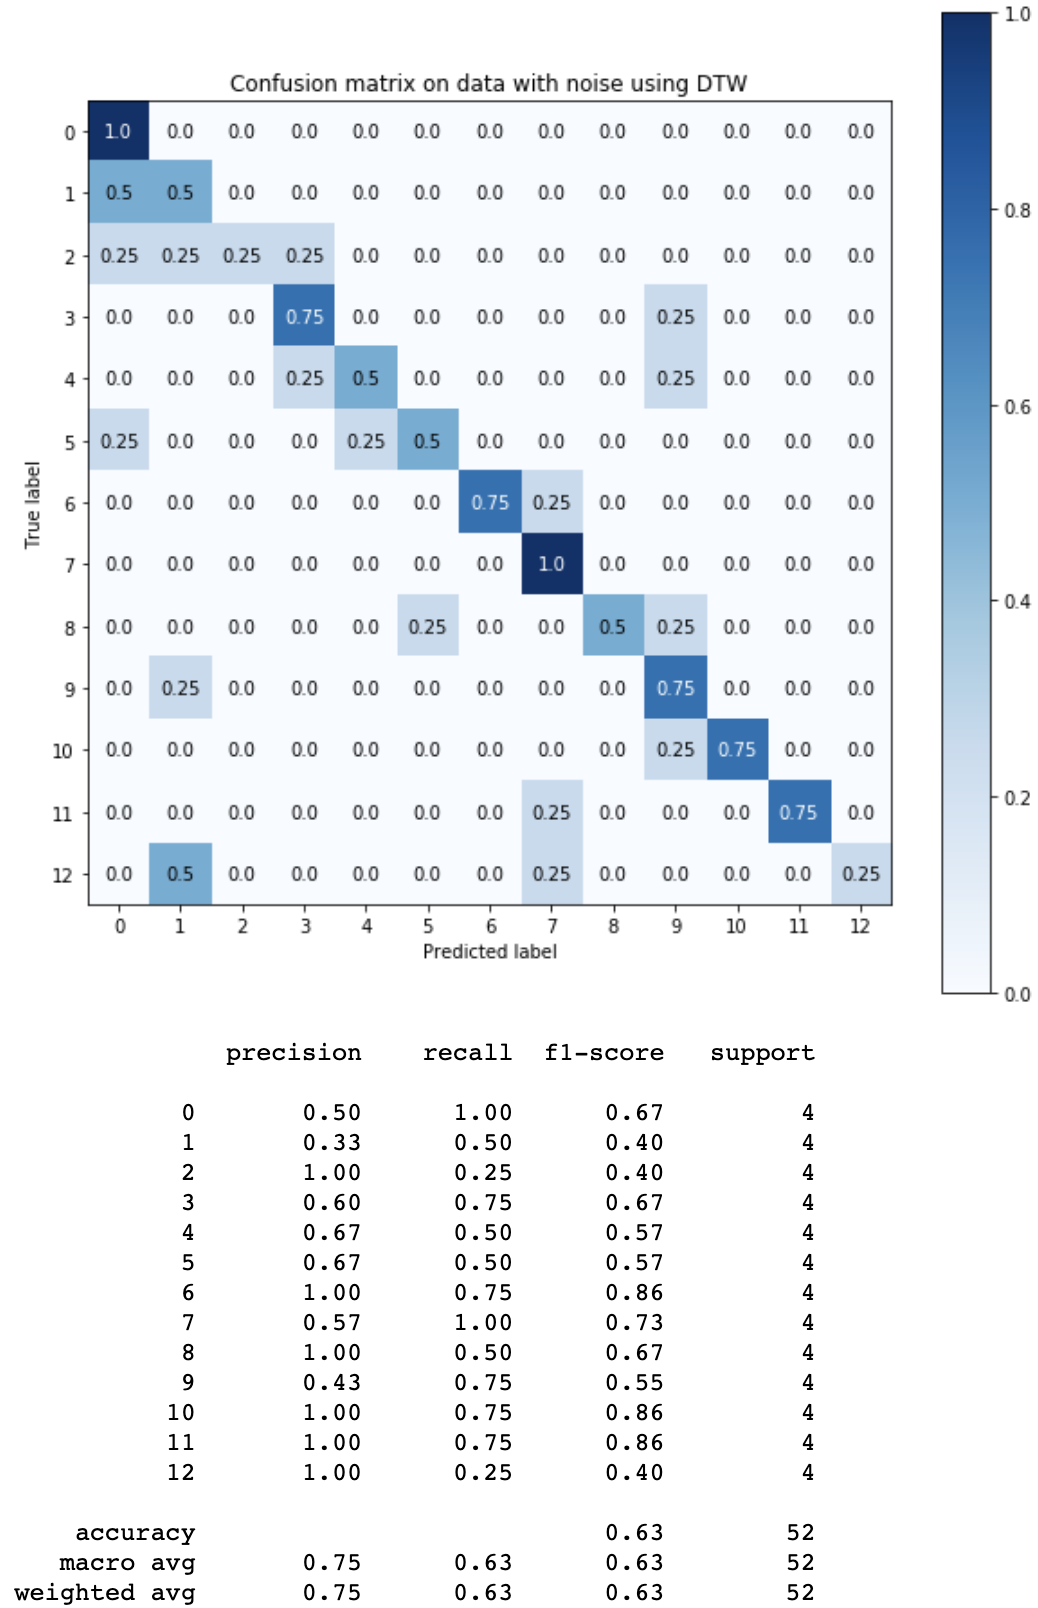 Confusion matrix on data with noise using DTW
1.0
0.8
0.6
0.4
0.2
0.0
True label
0 1.0 0.0 0.0 0.0 0.0 0.0 0.0 0.0 0.0 0.0 0.0 0.0 0.0
1 0.5 0.5 0.0 0.0 0.0 0.0 0.0 0.0 0.0 0.0 0.0 0.0 0.0
2 0.25 0.25 0.25 0.25 0.0 0.0 0.0 0.0 0.0 0.0 0.0 0.0 0.0
3 0.0 0.0 0.0 0.75 0.0 0.0 0.0 0.0 0.0 0.25 0.0 0.0 0.0
4 0.0 0.0 0.0 0.25 0.5 0.0 0.0 0.0 0.0 0.25 0.0 0.0 0.0
5 0.25 0.0 0.0 0.0 0.25 0.5 0.0 0.0 0.0 0.0 0.0 0.0 0.0
6 0.0 0.0 0.0 0.0 0.0 0.0 0.75 0.25 0.0 0.0 0.0 0.0 0.0
7 0.0 0.0 0.0 0.0 0.0 0.0 0.0 1.0 0.0 0.0 0.0 0.0 0.0
8 0.0 0.0 0.0 0.0 0.0 0.25 0.0 0.0 0.5 0.25 0.0 0.0 0.0
9 0.0 0.25 0.0 0.0 0.0 0.0 0.0 0.0 0.0 0.75 0.0 0.0 0.0
10 0.0 0.0 0.0 0.0 0.0 0.0 0.0 0.0 0.0 0.25 0.75 0.0 0.0
11 0.0 0.0 0.0 0.0 0.0 0.0 0.0 0.25 0.0 0.0 0.0 0.75 0.0
12 0.0 0.5 0.0 0.0 0.0 0.0 0.0 0.25 0.0 0.0 0.0 0.0 0.25
0 1 2 3 4 5 6 7 8 9 10 11 12
Predicted label
precision recall f1-score support
0 0.50 1.00 0.67 4
1 0.33 0.50 0.40 4
2 1.00 0.25 0.40 4
3 0.60 0.75 0.67 4
4 0.67 0.50 0.57 4
5 0.67 0.50 0.57 4
6 1.00 0.75 0.86 4
7 0.57 1.00 0.73 4
8 1.00 0.50 0.67 4
9 0.43 0.75 0.55 4
10 1.00 0.75 0.86 4
11 1.00 0.75 0.86 4
12 1.00 0.25 0.40 4
accuracy 0.63 52
macro avg 0.75 0.63 0.63 52
weighted avg 0.75 0.63 0.63 52